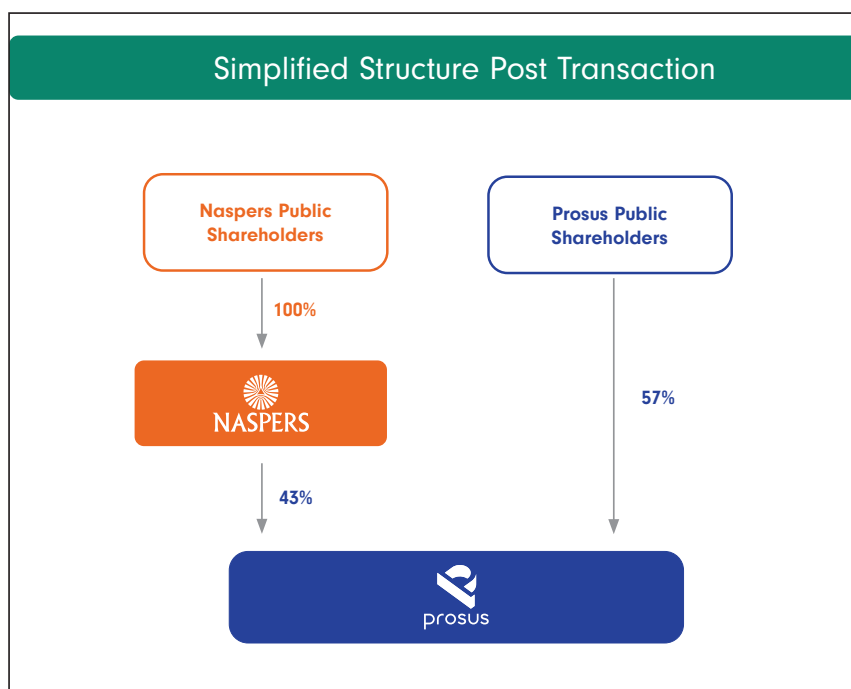 Simplified Structure Post Transaction
Naspers Public
Shareholders
Prosus Public
Shareholders
100%
NASPERS
57%
43%
prosus